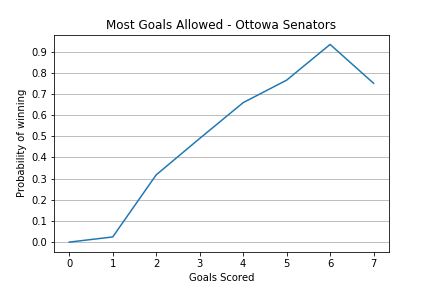 Most Goals Allowed - Ottowa Senators
Probability of winning
0.9
0.8
0.7
0.6
0.5
0.4
0.3
0.2
0.1
0.0
0 1 2 3 4 5 6 7
Goals Scored